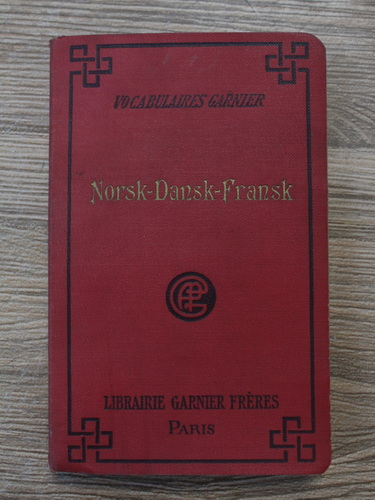 VOCABULAIRES GARNIER
Norsk-Dansk-Fransk
LIBRAIRIE GARNIER FRÈRES
PARIS